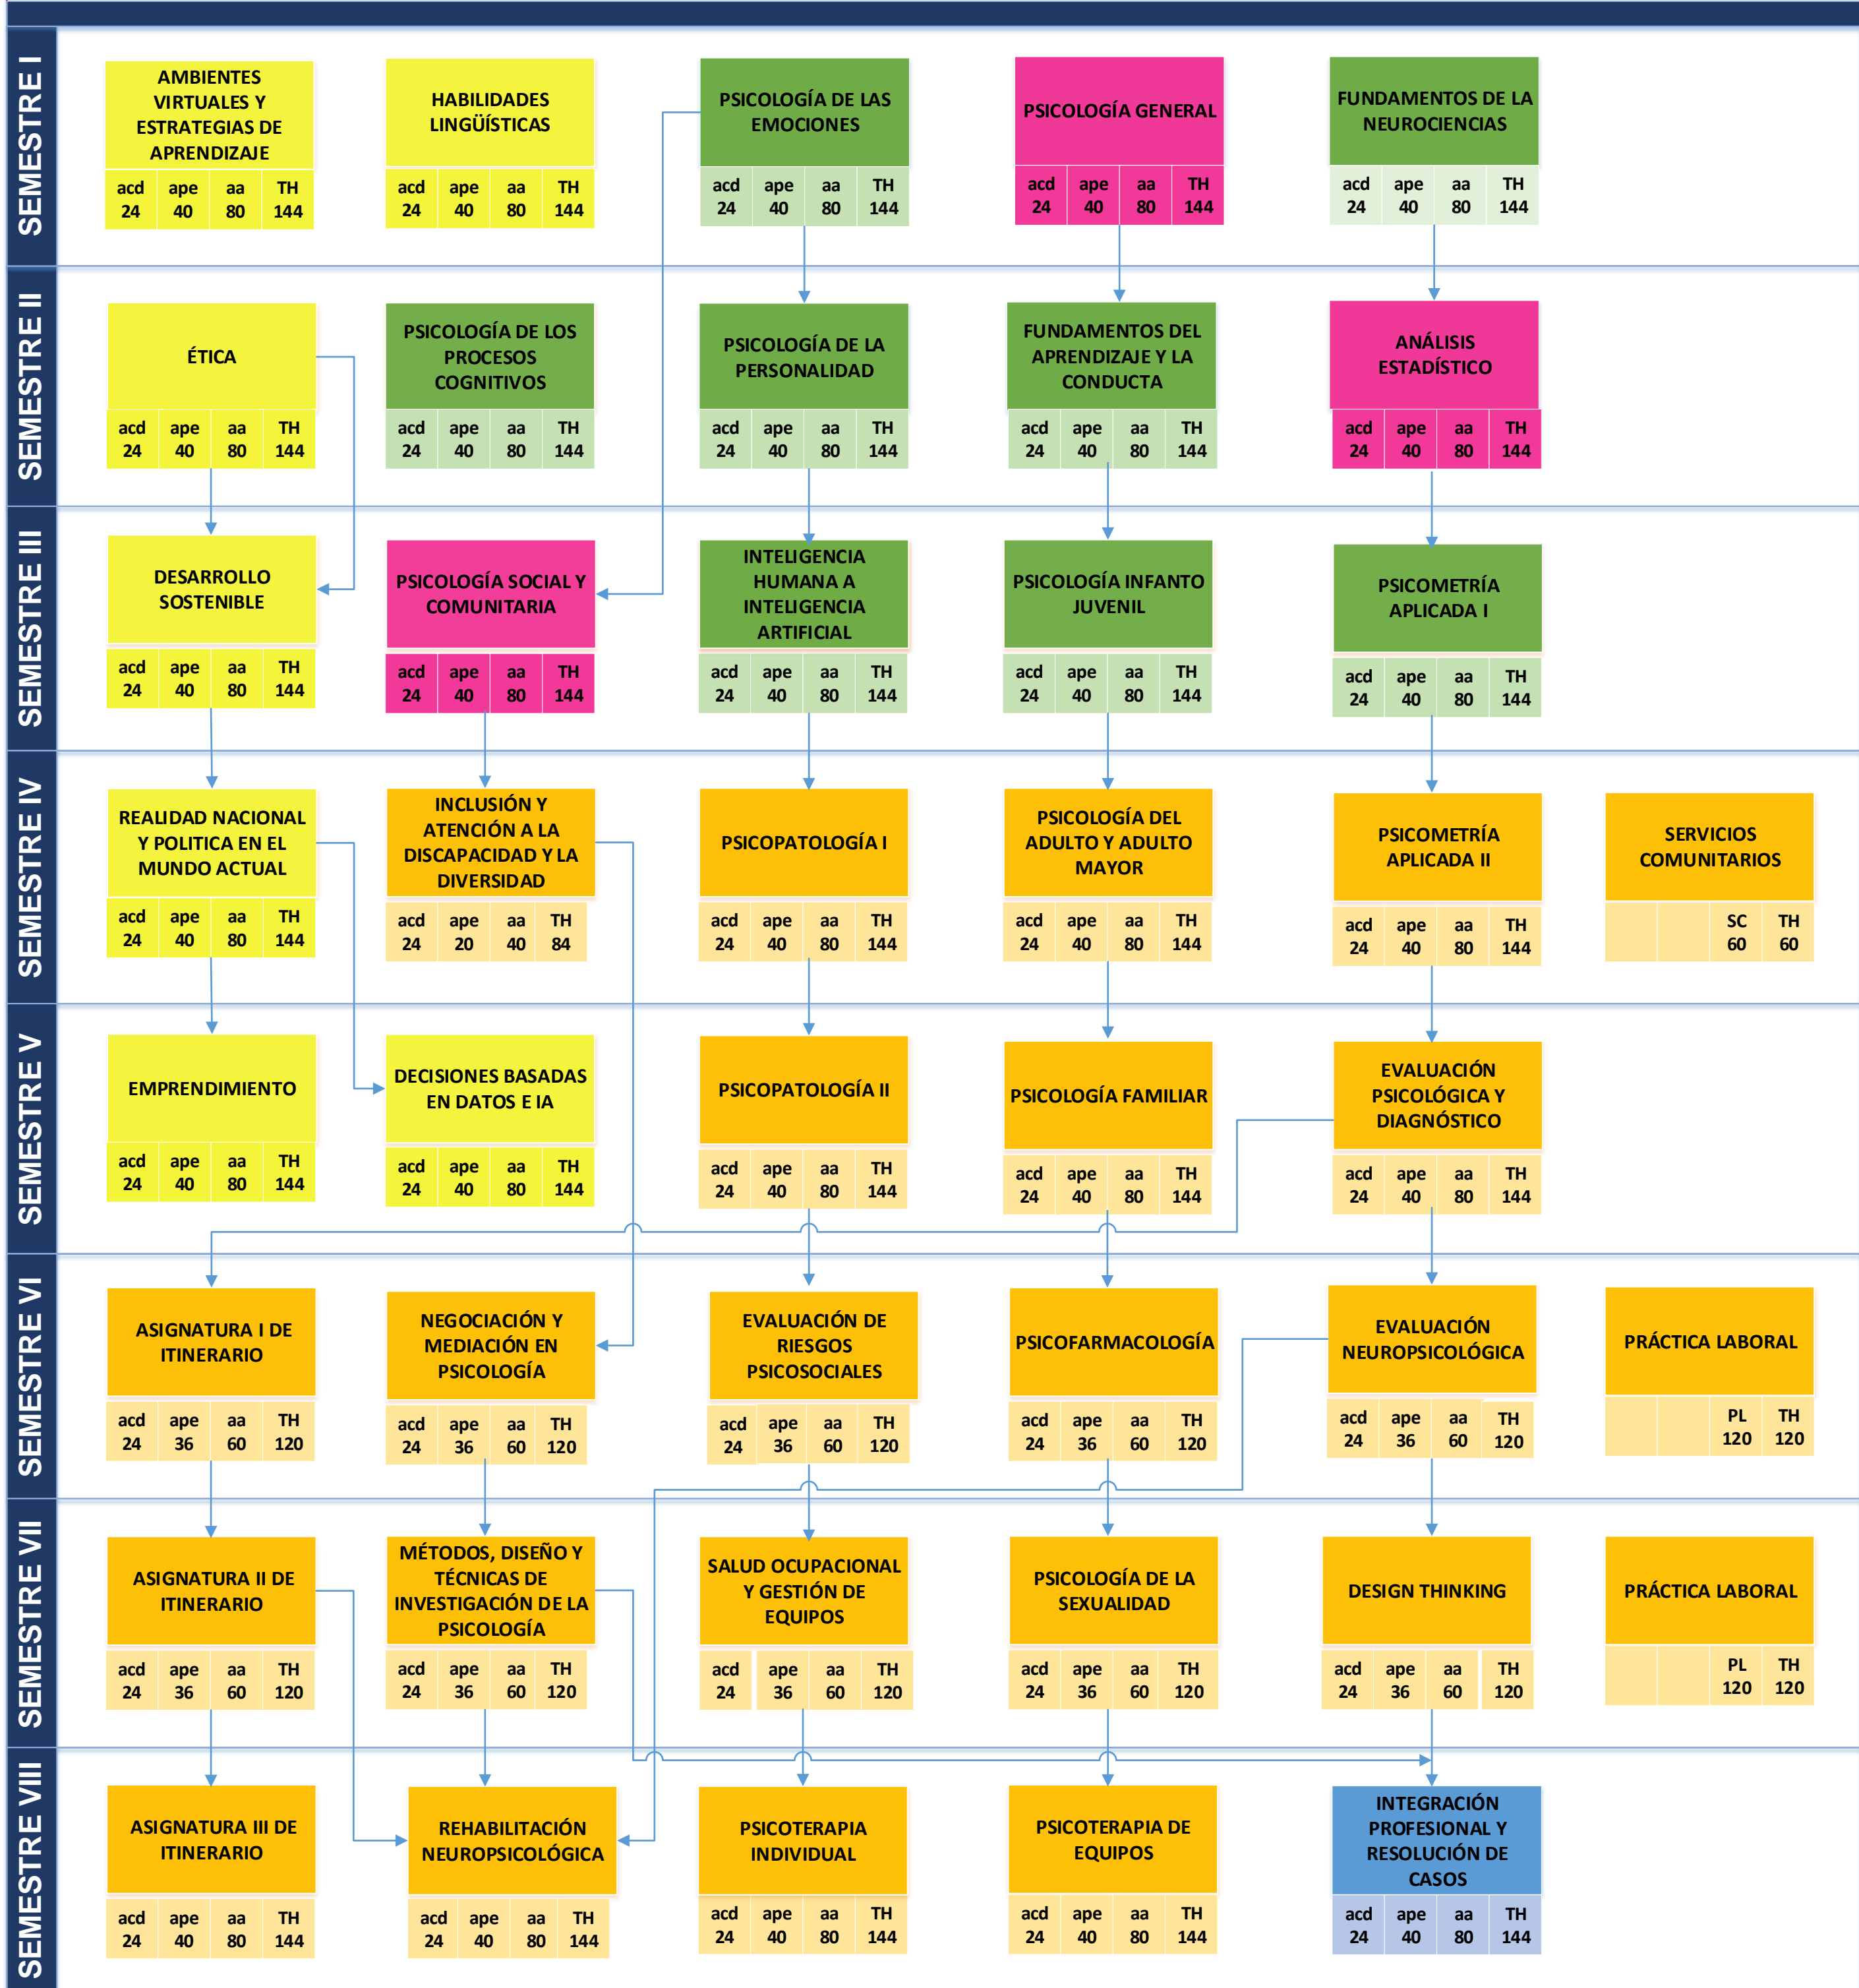 SEMESTRE I
AMBIENTES
VIRTUALES Y
ESTRATEGIAS DE
APRENDIZAJE
acd ape aa TH
24 40 80 144
HABILIDADES
LINGÜÍSTICAS
acd ape aa TH
24 40 80 144
PSICOLOGÍA DE LAS
EMOCIONES
acd ape aa TH
24 40 80 144
PSICOLOGÍA GENERAL
acd ape aa TH
24 40 80 144
FUNDAMENTOS DE LA
NEUROCIENCIAS
acd ape aa TH
24 40 80 144
SEMESTRE II
ÉTICA
acd ape aa TH
24 40 80 144
PSICOLOGÍA DE LOS
PROCESOS
COGNITIVOS
acd ape aa TH
24 40 80 144
PSICOLOGÍA DE LA
PERSONALIDAD
acd ape aa TH
24 40 80 144
FUNDAMENTOS DEL
APRENDIZAJE Y LA
CONDUCTA
acd ape aa TH
24 40 80 144
ANÁLISIS
ESTADÍSTICO
acd ape aa TH
24 40 80 144
SEMESTRE III
DESARROLLO
SOSTENIBLE
acd ape aa TH
24 40 80 144
PSICOLOGÍA SOCIAL Y
COMUNITARIA
acd ape aa TH
24 40 80 144
INTELIGENCIA
HUMANA A
INTELIGENCIA
ARTIFICIAL
acd ape aa TH
24 40 80 144
PSICOLOGÍA INFANTO
JUVENIL
acd ape aa TH
24 40 80 144
PSICOMETRÍA
APLICADA I
acd ape aa TH
24 40 80 144
SEMESTRE IV
REALIDAD NACIONAL
Y POLITICA EN EL
MUNDO ACTUAL
acd ape aa TH
24 40 80 144
INCLUSIÓN Y
ATENCIÓN A LA
DISCAPACIDAD Y LA
DIVERSIDAD
acd ape aa TH
24 20 40 84
PSICOPATOLOGÍA I
acd ape aa TH
24 40 80 144
PSICOLOGÍA DEL
ADULTO Y ADULTO
MAYOR
acd ape aa TH
24 40 80 144
PSICOMETRÍA
APLICADA II
acd ape aa TH
24 40 80 144
SERVICIOS
COMUNITARIOS
SC TH
60 60
SEMESTRE V
EMPRENDIMIENTO
acd ape aa TH
24 40 80 144
DECISIONES BASADAS
EN DATOS E IA
acd ape aa TH
24 40 80 144
PSICOPATOLOGÍA II
acd ape aa TH
24 40 80 144
PSICOLOGÍA FAMILIAR
acd ape aa TH
24 40 80 144
EVALUACIÓN
PSICOLÓGICA Y
DIAGNÓSTICO
acd ape aa TH
24 40 80 144
SEMESTRE VI
ASIGNATURA I DE
ITINERARIO
acd ape aa TH
24 36 60 120
NEGOCIACIÓN Y
MEDIACIÓN EN
PSICOLOGÍA
acd ape aa TH
24 36 60 120
EVALUACIÓN DE
RIESGOS
PSICOSOCIALES
acd ape aa TH
24 36 60 120
PSICOFARMACOLOGÍA
acd ape aa TH
24 36 60 120
EVALUACIÓN
NEUROPSICOLÓGICA
acd ape aa TH
24 36 60 120
PRÁCTICA LABORAL
PL TH
120 120
SEMESTRE VII
ASIGNATURA II DE
ITINERARIO
acd ape aa TH
24 36 60 120
MÉTODOS, DISEÑO Y
TÉCNICAS DE
INVESTIGACIÓN DE LA
PSICOLOGÍA
acd ape aa TH
24 36 60 120
SALUD OCUPACIONAL
Y GESTIÓN DE
EQUIPOS
acd ape aa TH
24 36 60 120
PSICOLOGÍA DE LA
SEXUALIDAD
acd ape aa TH
24 36 60 120
DESIGN THINKING
acd ape aa TH
24 36 60 120
PRÁCTICA LABORAL
PL TH
120 120
SEMESTRE VIII
ASIGNATURA III DE
ITINERARIO
acd ape aa TH
24 40 80 144
REHABILITACIÓN
NEUROPSICOLÓGICA
acd ape aa TH
24 40 80 144
PSICOTERAPIA
INDIVIDUAL
acd ape aa TH
24 40 80 144
PSICOTERAPIA DE
EQUIPOS
acd ape aa TH
24 40 80 144
INTEGRACIÓN
PROFESIONAL Y
RESOLUCIÓN DE
CASOS
acd ape aa TH
24 40 80 144